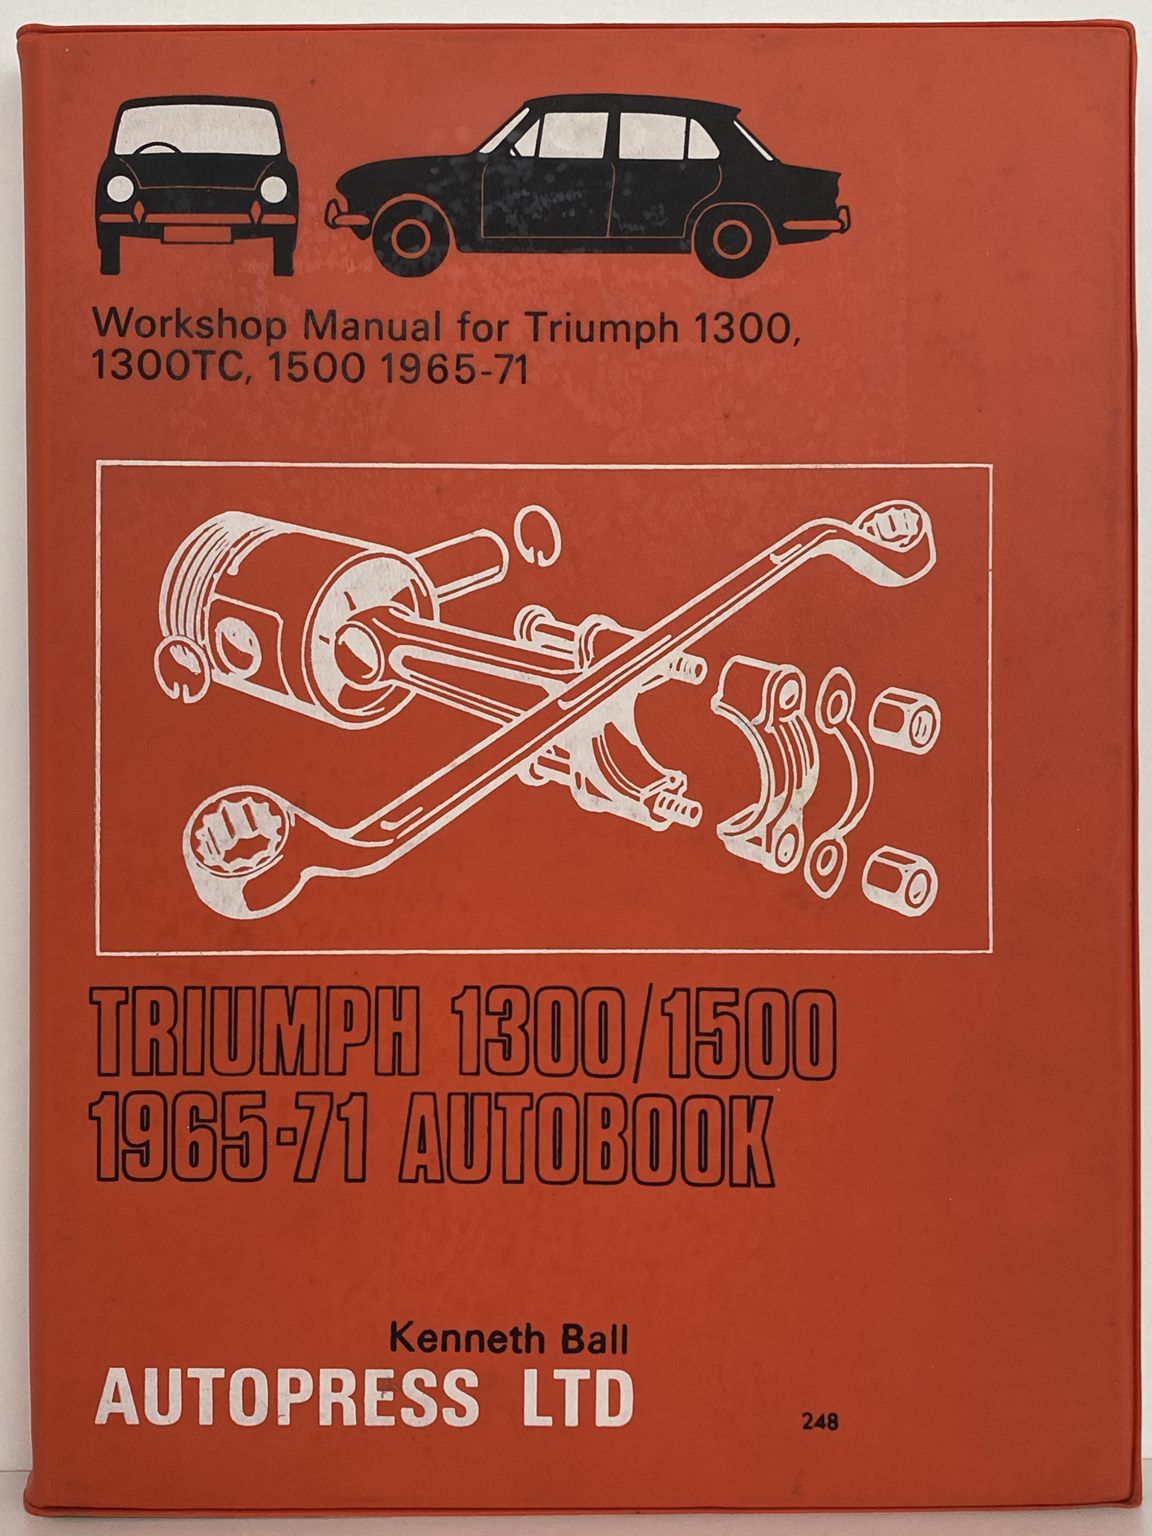 Workshop Manual for Triumph 1300,
1300TC, 1500 1965-71
TRIUMPH 1300/1500
1965-71 AUTOBOOK
Kenneth Ball
AUTOPRESS LTD
248